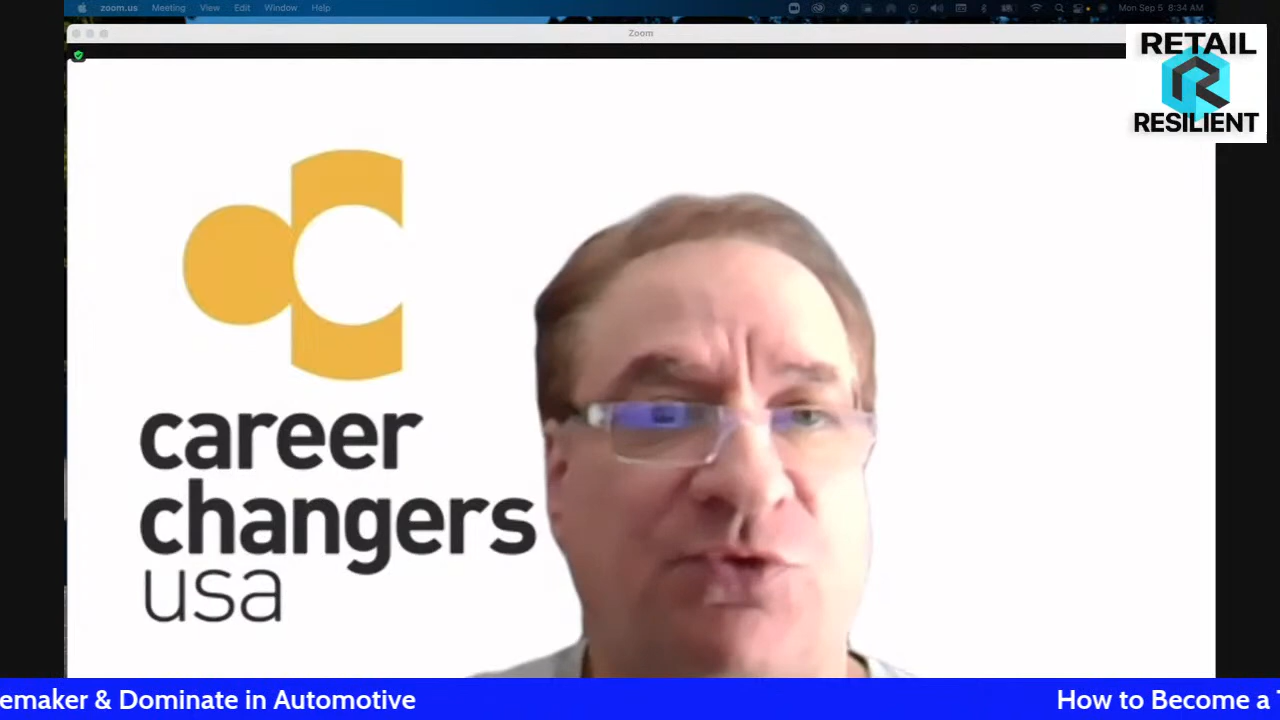 zoom.us Meeting View Edit Window Help Mon Sep 5 8:34 AM
Zoom
RETAIL
RESILIENT
career
changers
usa
emaker & Dominate in Automotive How to Become a